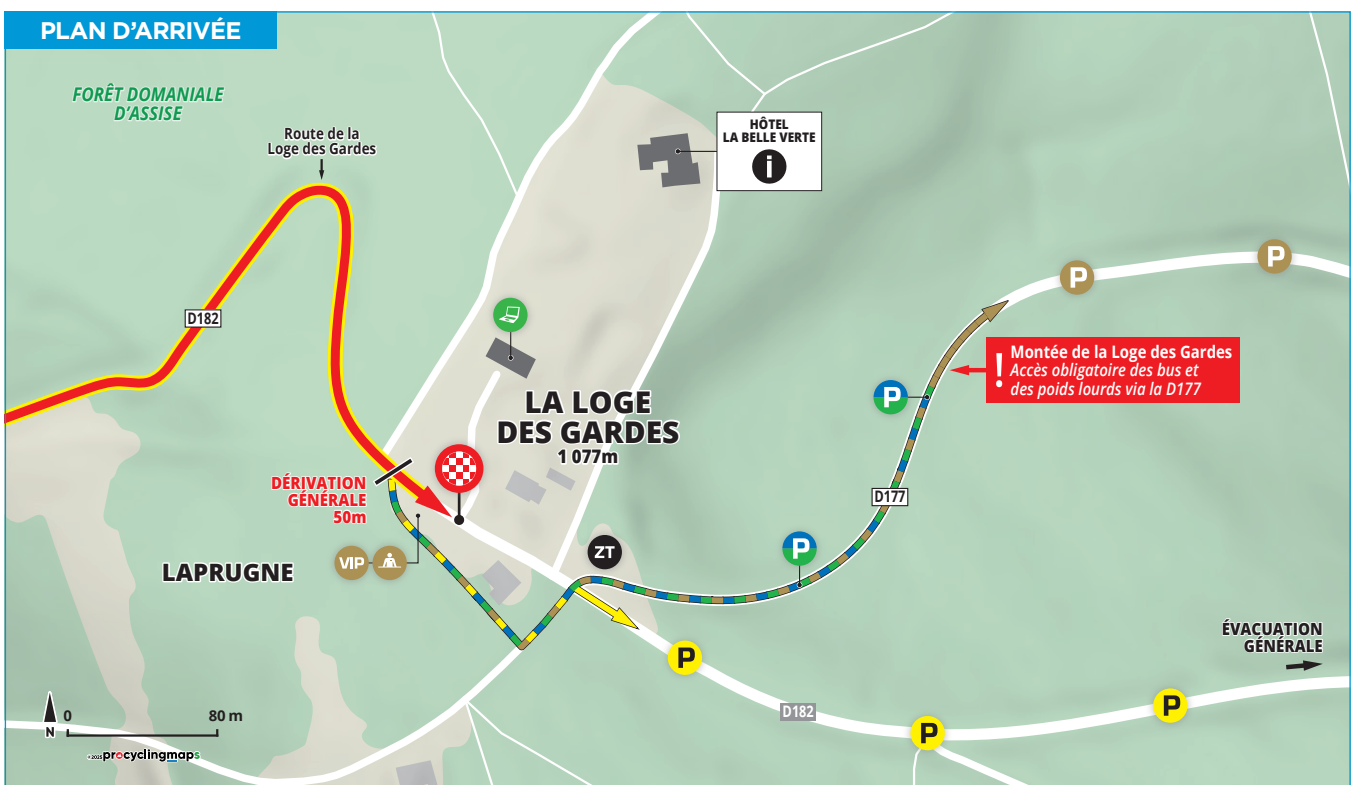 PLAN D'ARRIVÉE
FORÊT DOMANIALE
D'ASSISE
Route de la
Loge des Gardes
HÔTEL
LA BELLE VERTE
i
D182
P
P
! Montée de la Loge des Gardes
Accès obligatoire des bus et
des poids lourds via la D177
P
LA LOGE
DES GARDES
1 077m
DÉRIVATION
GÉNÉRALE
50m
D177
VIP
ZT
P
LAPRUGNE
ÉVACUATION
GÉNÉRALE
P
D182
P
P
N
0 80 m
©2025 procyclingmaps